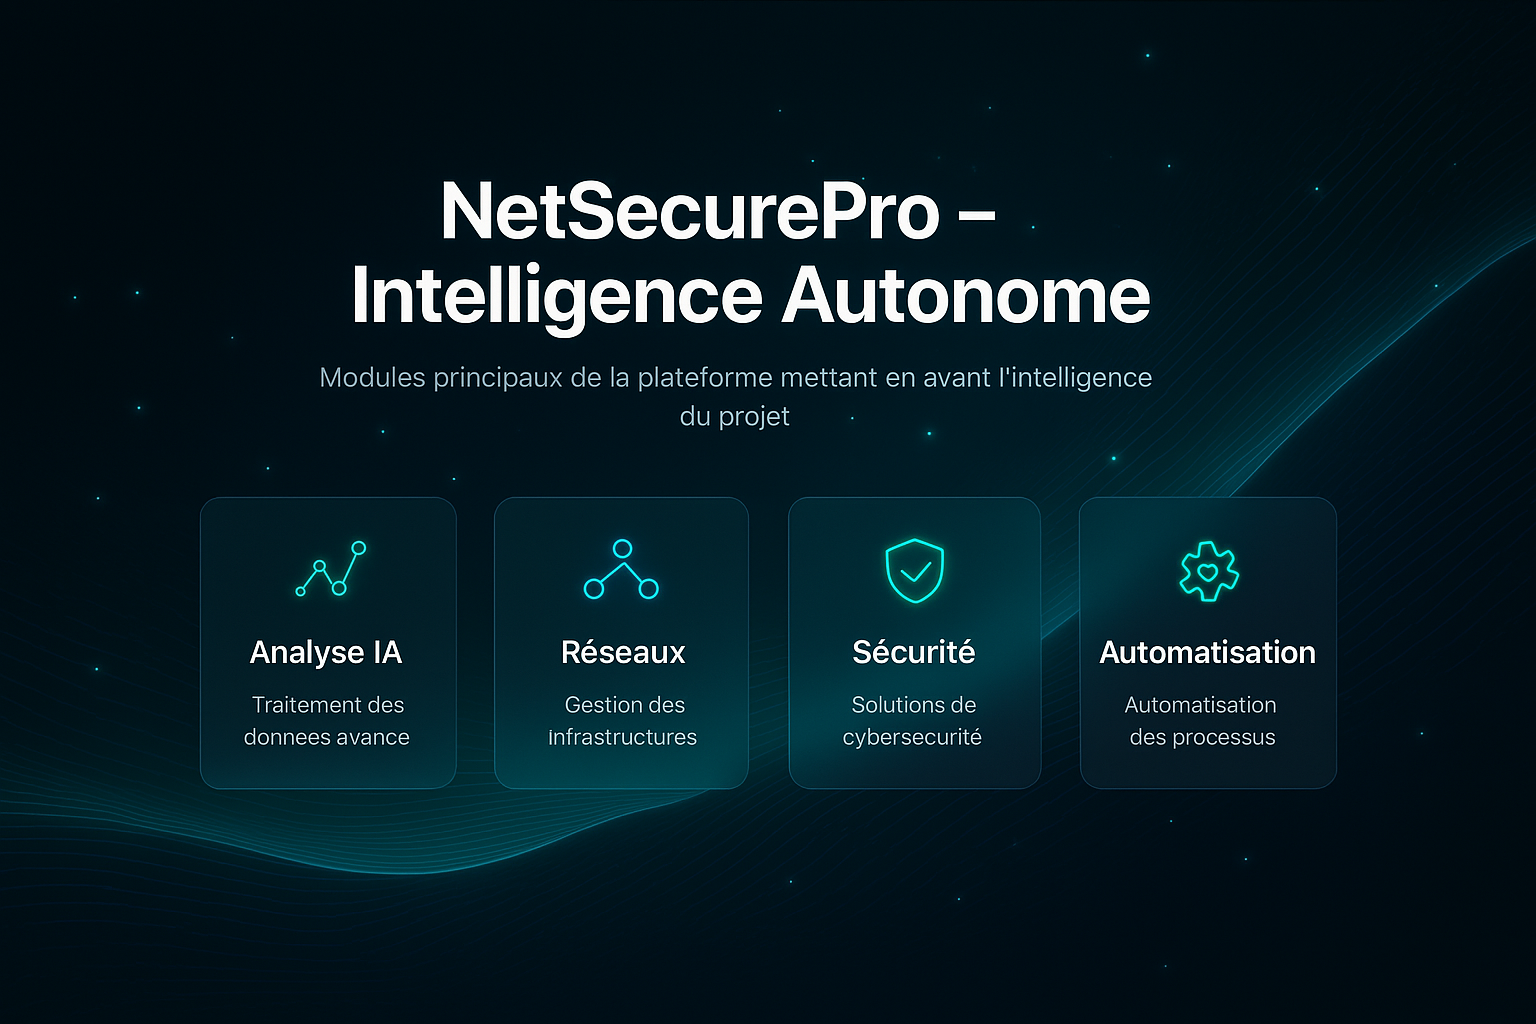 NetSecurePro –
Intelligence Autonome
Modules principaux de la plateforme mettant en avant l'intelligence
du projet
Analyse IA
Traitement des
donnees avance
Réseaux
Gestion des
infrastructures
Sécurité
Solutions de
cybersecurité
Automatisation
Automatisation
des processus